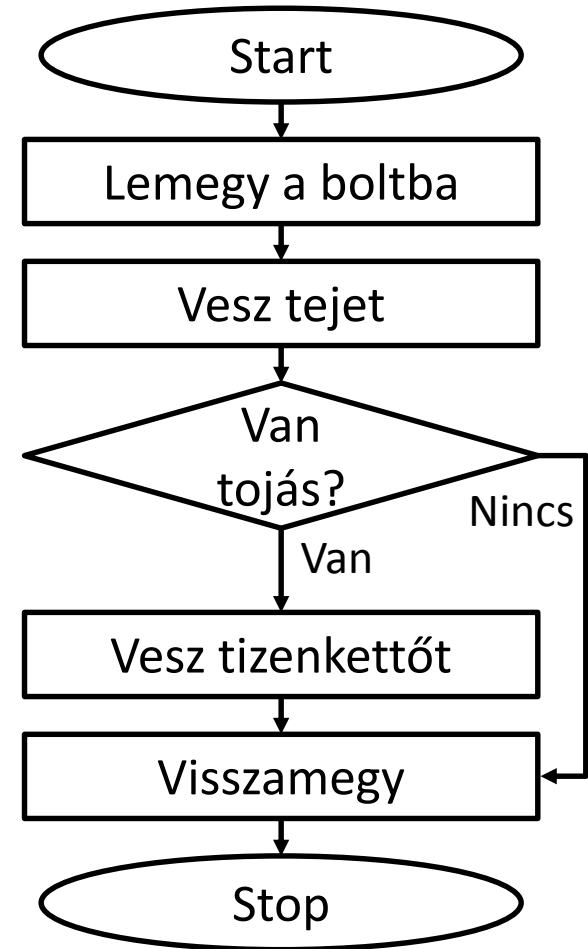 Start
Lemegy a boltba
Vesz tejet
Van
tojás?
Nincs
Van
Vesz tizenkettőt
Visszamegy
Stop